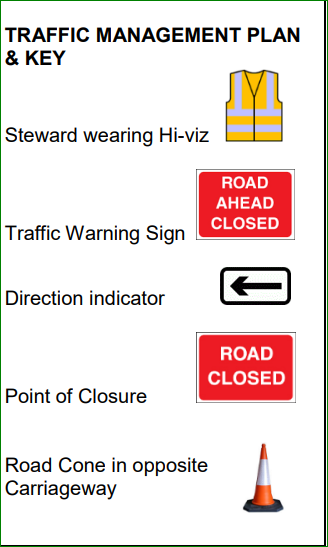 TRAFFIC MANAGEMENT PLAN
& KEY
Steward wearing Hi-viz
ROAD
AHEAD
CLOSED
Traffic Warning Sign
Direction indicator
ROAD
CLOSED
Point of Closure
Road Cone in opposite
Carriageway